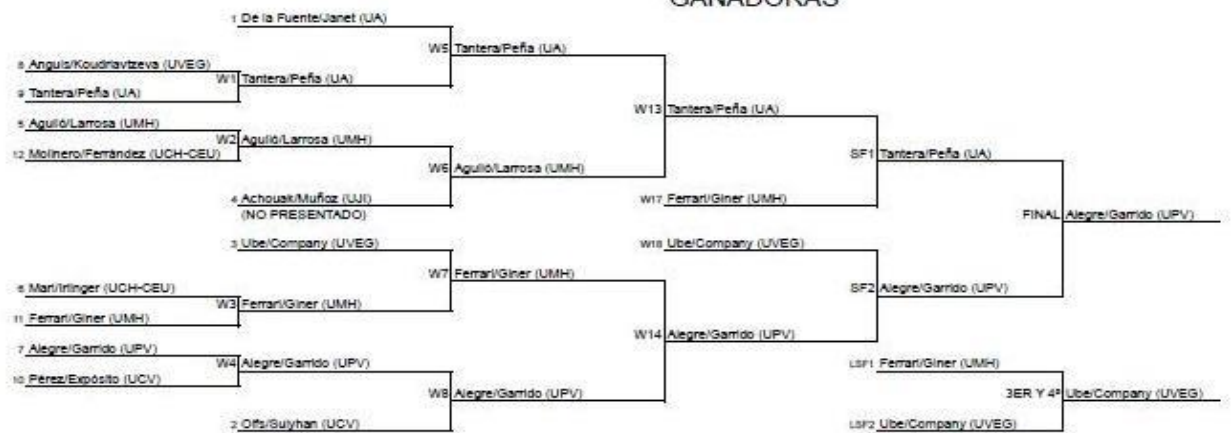 GANADORAS
1 De la Fuente/Janet (UA)
W5 Tantera/Peña (UA)
8 Anguis/Koudriavtzeva (UVEG)
W1 Tantera/Peña (UA)
9 Tantera/Peña (UA)
W13 Tantera/Peña (UA)
5 Agulló/Larrosa (UMH)
W2 Agulló/Larrosa (UMH)
12 Molinero/Ferrández (UCH-CEU)
SF1 Tantera/Peña (UA)
W6 Agulló/Larrosa (UMH)
4 Achouak/Muñoz (UJI)
(NO PRESENTADO)
W17 Ferrari/Giner (UMH)
FINAL Alegre/Garrido (UPV)
3 Ube/Company (UVEG)
W18 Ube/Company (UVEG)
W7 Ferrari/Giner (UMH)
6 Mari/Iringer (UCH-CEU)
SF2 Alegre/Garrido (UPV)
W3 Ferrari/Giner (UMH)
11 Ferrari/Giner (UMH)
W14 Alegre/Garrido (UPV)
7 Alegre/Garrido (UPV)
W4 Alegre/Garrido (UPV)
LSF1 Ferrari/Giner (UMH)
10 Pérez/Expósito (UCV)
W8 Alegre/Garrido (UPV)
3ER Y 4º Ube/Company (UVEG)
2 Olfs/Sulyhan (UCV)
LSF2 Ube/Company (UVEG)